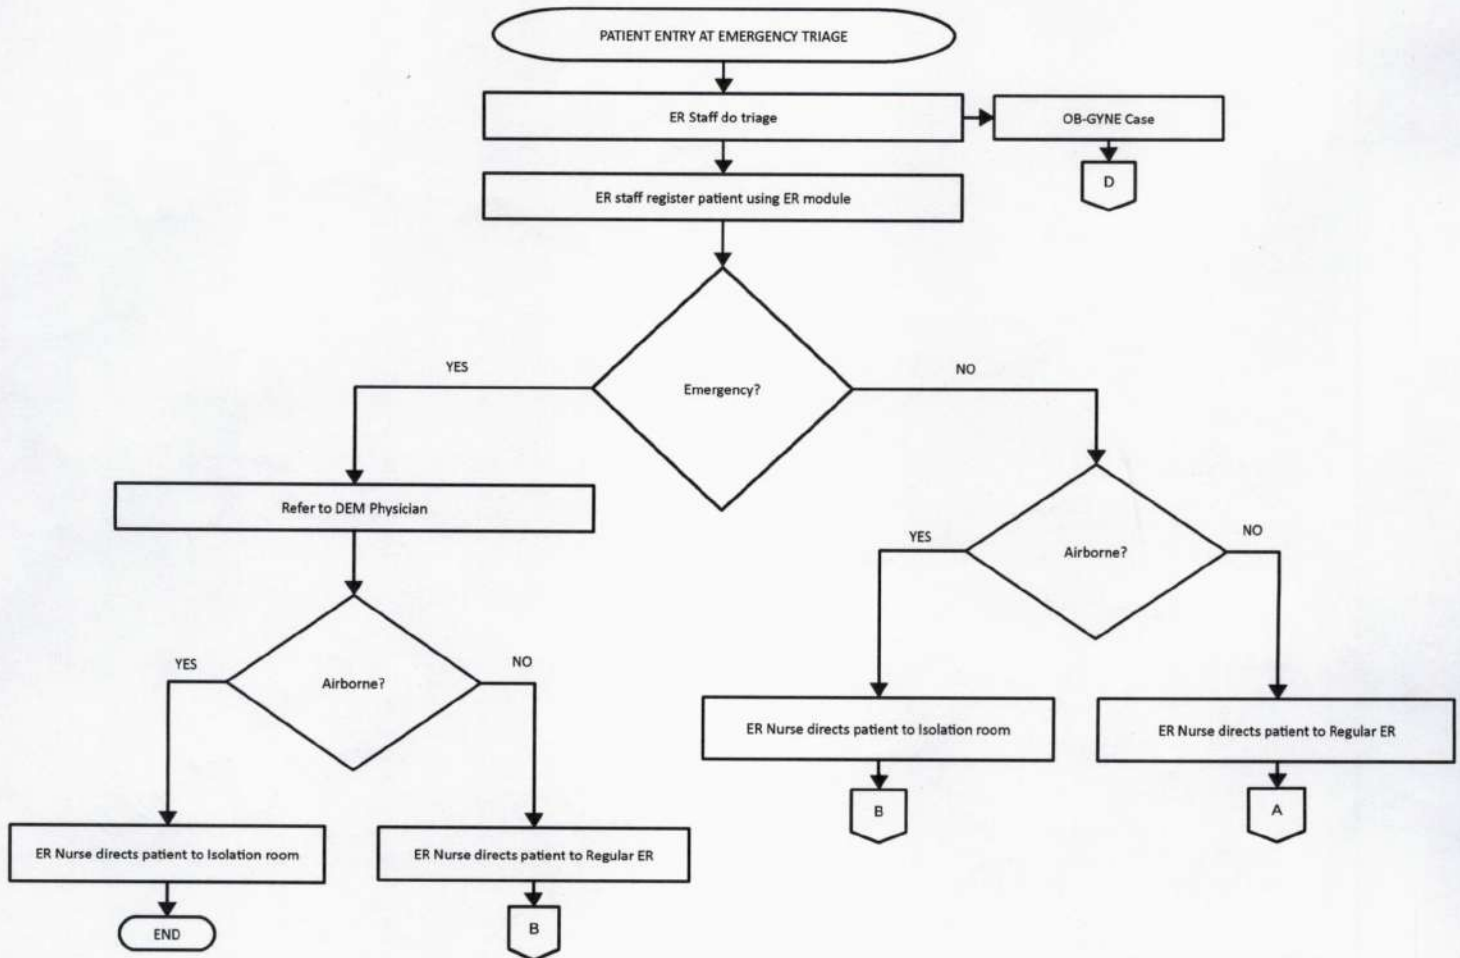 PATIENT ENTRY AT EMERGENCY TRIAGE
ER Staff do triage
OB-GYNE Case
D
ER staff register patient using ER module
YES
NO
Emergency?
Refer to DEM Physician
YES
NO
Airborne?
YES
NO
Airborne?
ER Nurse directs patient to Isolation room
ER Nurse directs patient to Regular ER
B
A
ER Nurse directs patient to Isolation room
ER Nurse directs patient to Regular ER
END
B